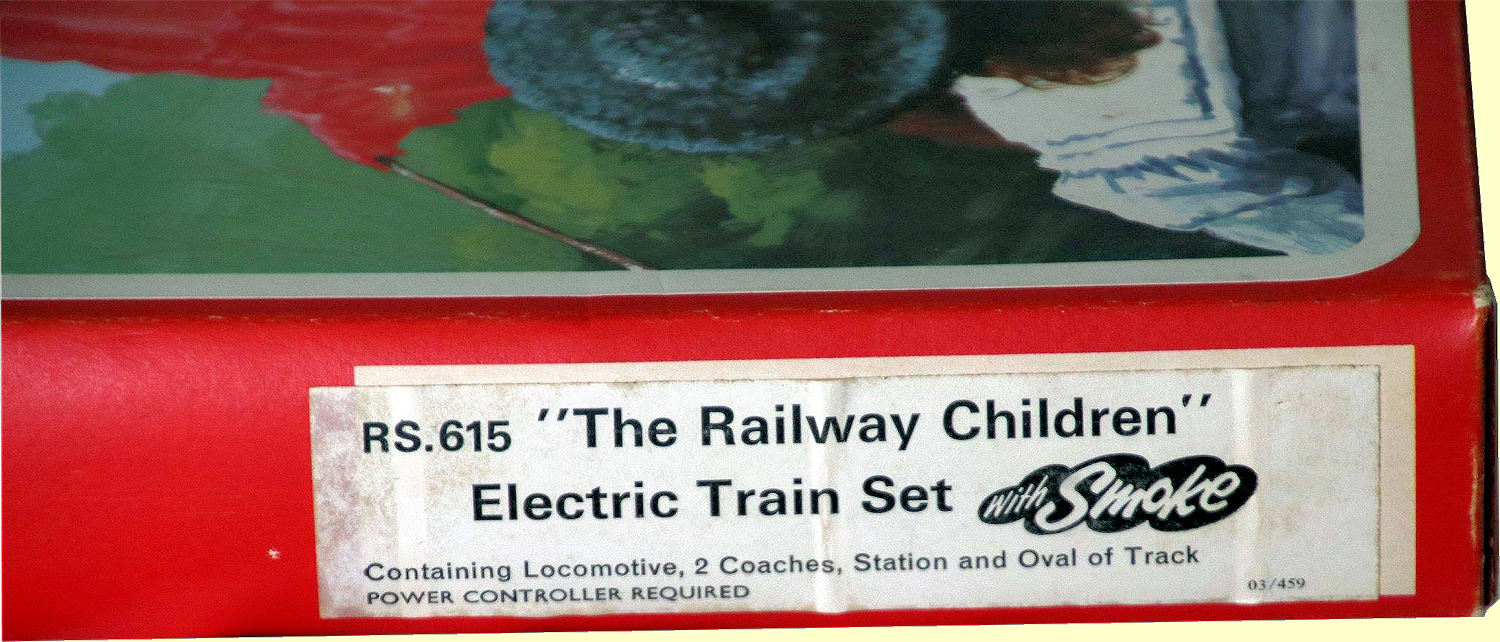 RS.615 "The Railway Children"
Electric Train Set with Smoke
Containing Locomotive, 2 Coaches, Station and Oval of Track
POWER CONTROLLER REQUIRED
03/459